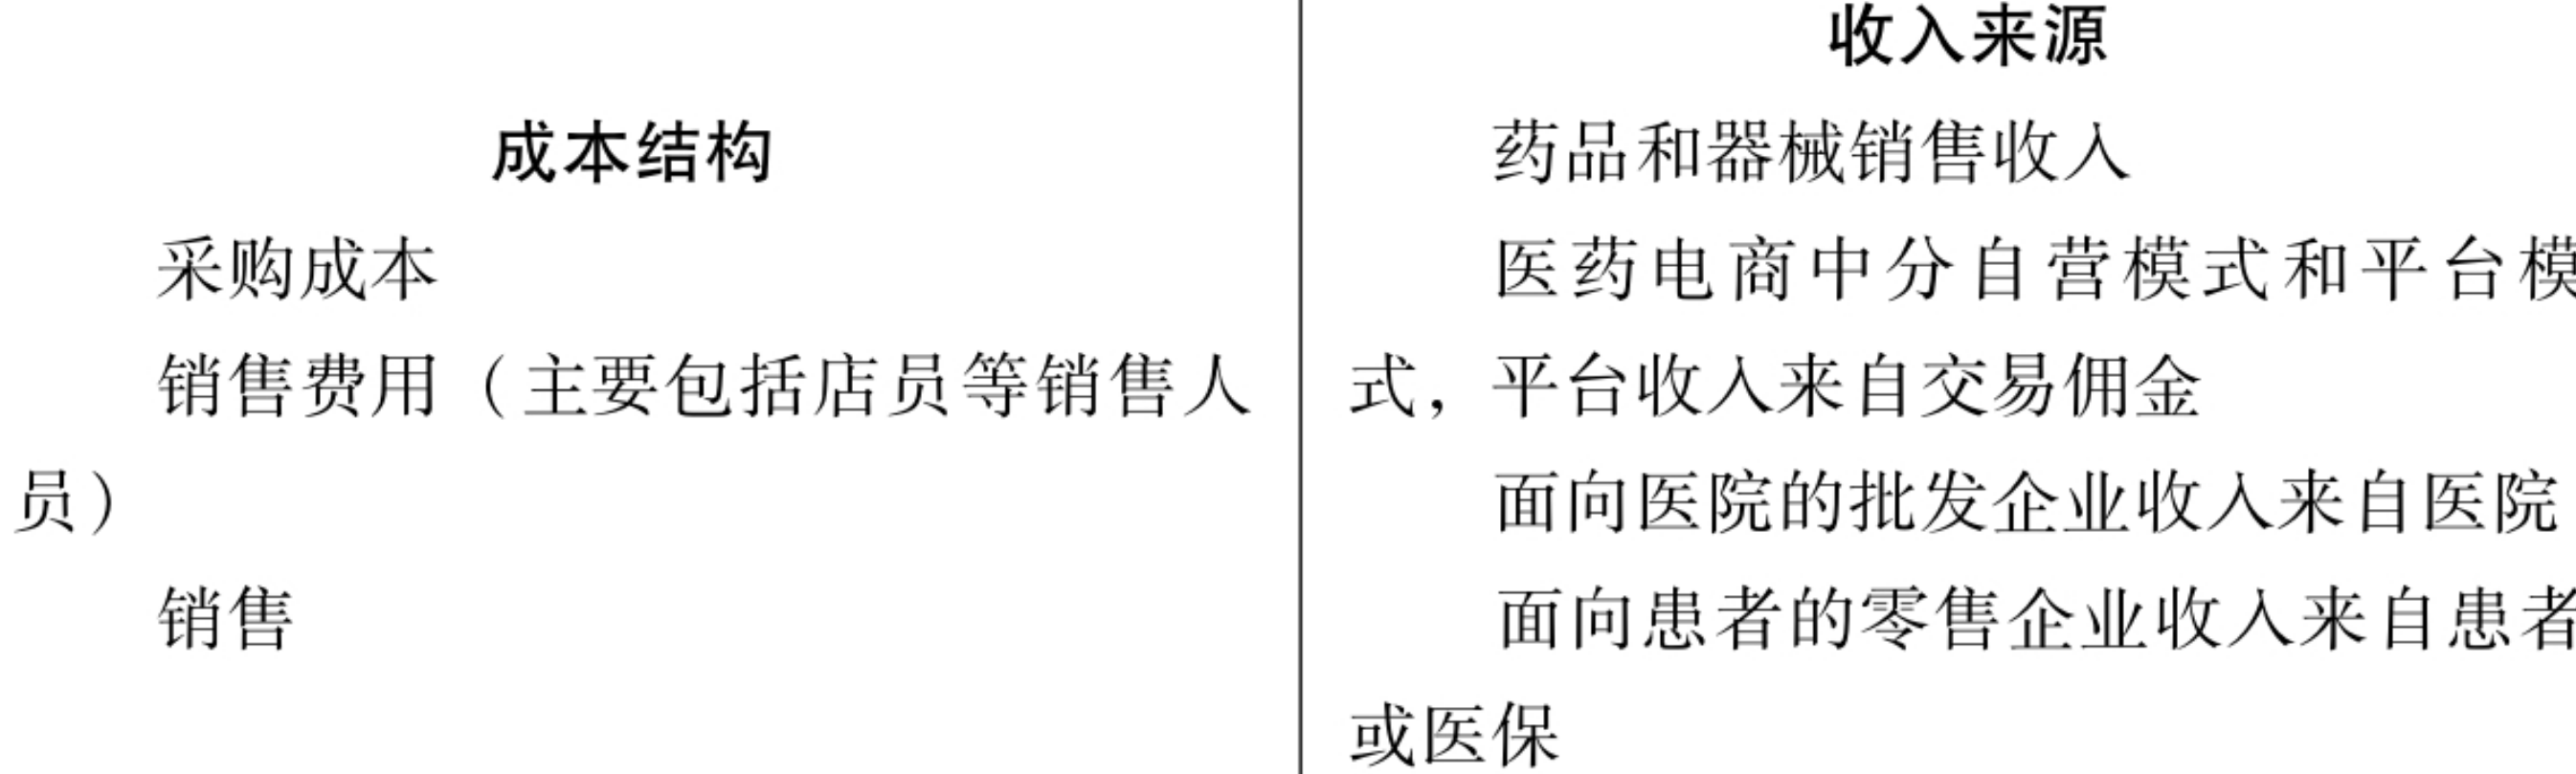 成本结构
采购成本
销售费用（主要包括店员等销售人
员）
销售
收入来源
药品和器械销售收入
医药电商中分自营模式和平台模
式，平台收入来自交易佣金
面向医院的批发企业收入来自医院
面向患者的零售企业收入来自患者
或医保